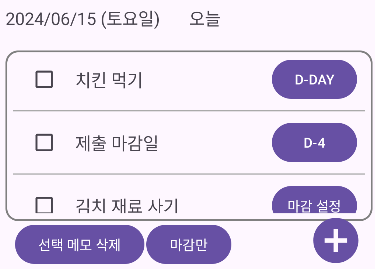 2024/06/15 (토요일) 오늘
치킨 먹기 D-DAY
제출 마감일 D-4
김치 재료 사기 마감 설정
선택 메모 삭제 마감만 +